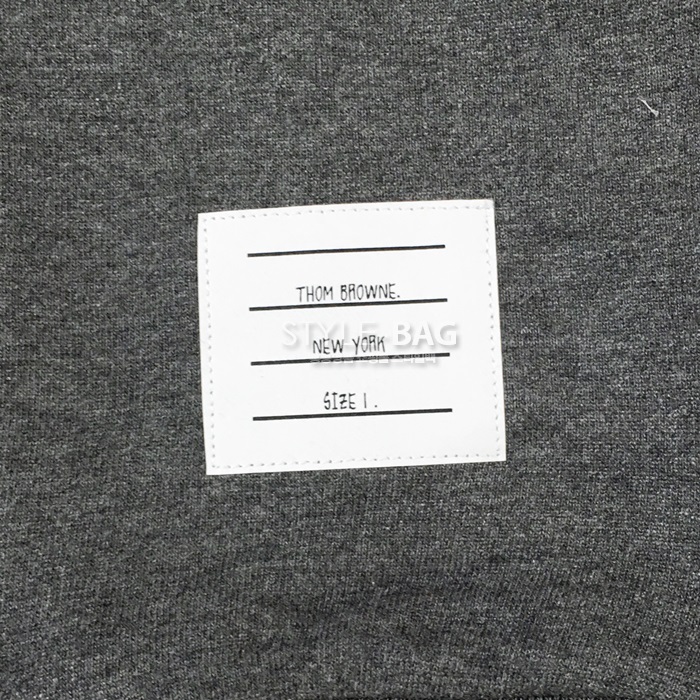 THOM BROWNE.
STYLE BAG
NEW YORK
SIZE 1.